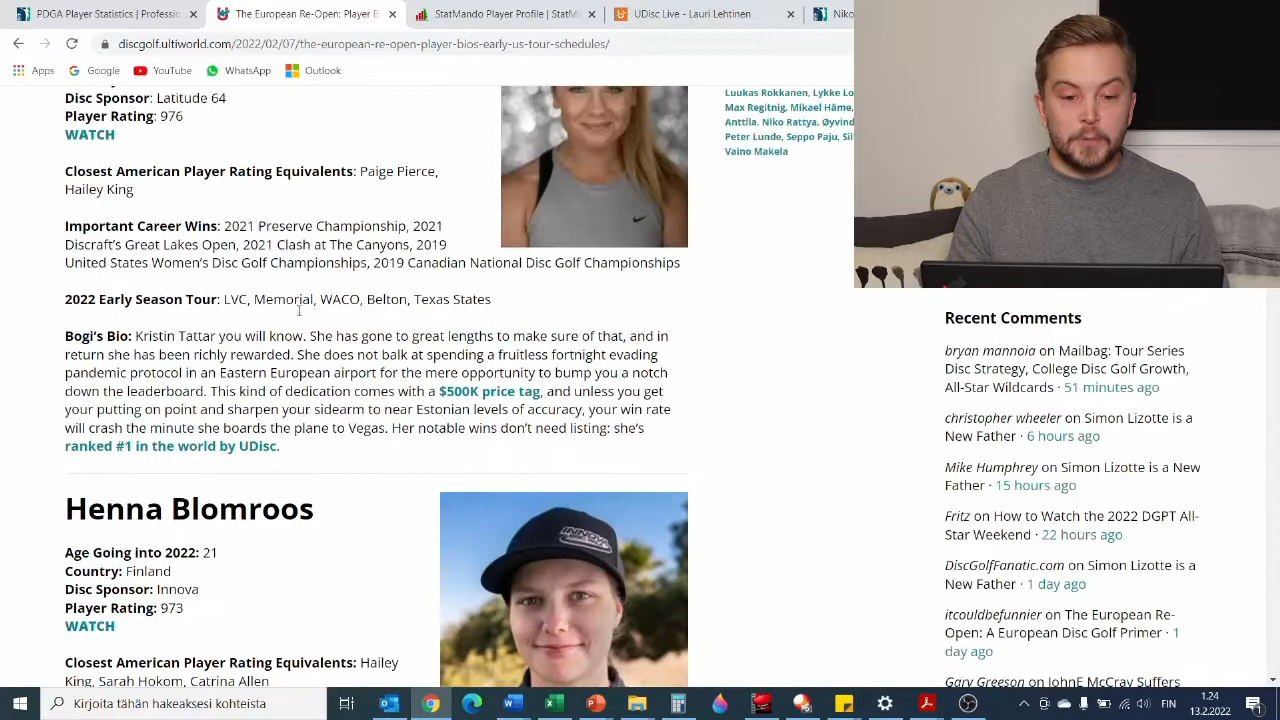 PDGA Player Statistics
The European Re-Open: Player B
StatMando Player Profile | StatM
UDisc Live - Lauri Lehtinen
Niko
discgolf.ultiworld.com/2022/02/07/the-european-re-open-player-bios-early-us-tour-schedules/
Apps Google YouTube WhatsApp Outlook
Disc Sponsor: Latitude 64
Player Rating: 976
WATCH
Closest American Player Rating Equivalents: Paige Pierce,
Hailey King
Important Career Wins: 2021 Preserve Championship, 2021
Discraft's Great Lakes Open, 2021 Clash at The Canyons, 2019
United States Women's Disc Golf Championships, 2019 Canadian National Disc Golf Championships
2022 Early Season Tour: LVC, Memorial, WACO, Belton, Texas States
Bogi's Bio: Kristin Tattar you will know. She has gone to great lengths to make sure of that, and in
return she has been richly rewarded. She does not balk at spending a fruitless fortnight evading
pandemic protocol in an Eastern European airport for the mere opportunity to bump you a notch
down the leaderboard. This kind of dedication comes with a $500K price tag, and unless you get
your putting on point and sharpen your sidearm to near Estonian levels of accuracy, your win rate
will crash the minute she boards the plane to Vegas. Her notable wins don't need listing: she's
ranked #1 in the world by UDisc.
Henna Blomroos
Age Going into 2022: 21
Country: Finland
Disc Sponsor: Innova
Player Rating: 973
WATCH
Closest American Player Rating Equivalents: Hailey
King, Sarah Hokom, Catrina Allen
INNOVA
Luukas Rokkanen, Lykke Lo
Max Regitnig, Mikael Häme,
Anttila, Niko Rattya, Øyvind
Peter Lunde, Seppo Paju, Sil
Vaino Makela
Recent Comments
bryan mannoia on Mailbag: Tour Series
Disc Strategy, College Disc Golf Growth,
All-Star Wildcards · 51 minutes ago
christopher wheeler on Simon Lizotte is a
New Father · 6 hours ago
Mike Humphrey on Simon Lizotte is a New
Father · 15 hours ago
Fritz on How to Watch the 2022 DGPT All-
Star Weekend · 22 hours ago
DiscGolfFanatic.com on Simon Lizotte is a
New Father · 1 day ago
itcouldbefunnier on The European Re-
Open: A European Disc Golf Primer · 1
day ago
Gary Greeson on JohnE McCray Suffers
Kirjoita tähän hakeaksesi kohteista
FIN
1.24
13.2.2022